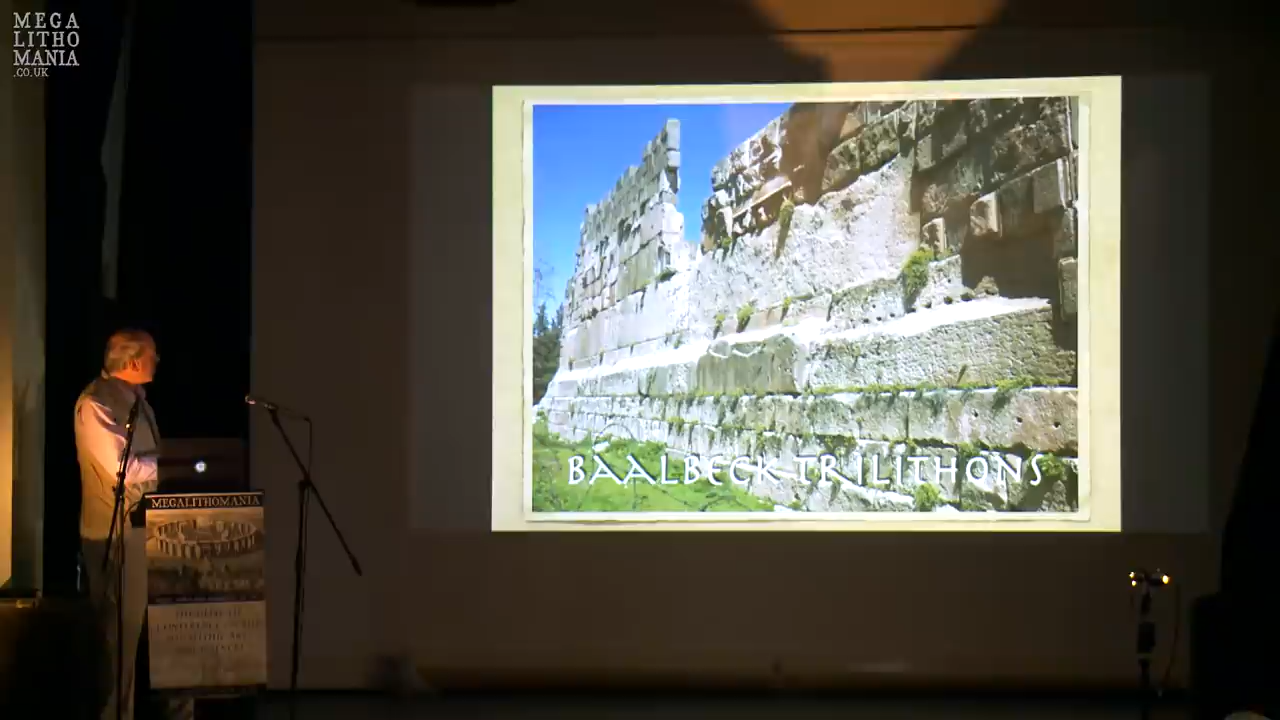 MEGA
LITHO
MANIA
.CO.UK
BAALBECK TRILITHONS
MEGALITHOMANIA